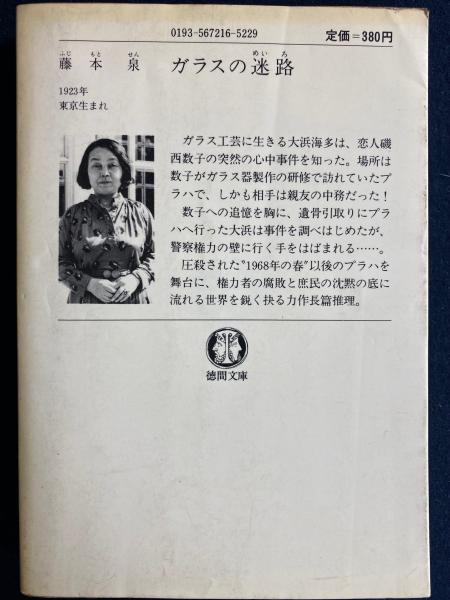 0193-567216-5229
定価=380円
ふじ もと せん
藤本泉
めいろ
ガラスの迷路
1923年
東京生まれ
ガラス工芸に生きる大浜海多は、恋人磯
西数子の突然の心中事件を知った。場所は
数子がガラス器製作の研修で訪れていたプ
ラハで、しかも相手は親友の中務だった！
数子への追憶を胸に、遺骨引取りにプラ
ハへ行った大浜は事件を調べはじめたが、
警察権力の壁に行く手をはばまれる……。
圧殺された〝1968年の春〟以後のプラハを
舞台に、権力者の腐敗と庶民の沈黙の底に
流れる世界を鋭く抉る力作長篇推理。
徳間文庫